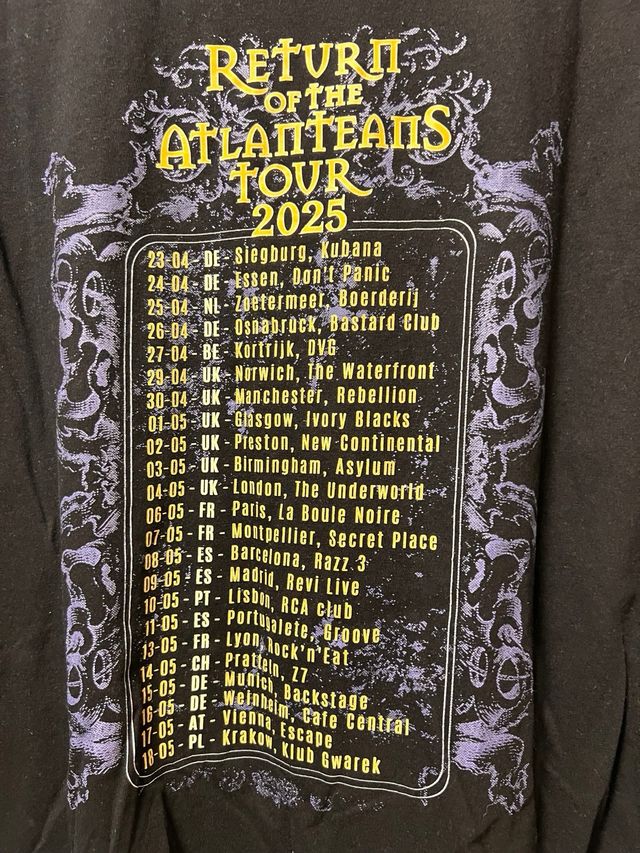 RETURN
OF THE
ATLANTEANS
TOUR
2025
23-04 - DE - Siegburg, Kubana
24-04 - DE - Essen, Don't Panic
25-04 - NL - Zoetermeer, Boerderij
26-04 - DE - Osnabruck, Bastard Club
27-04 - BE - Kortrijk, DVG
29-04 - UK - Norwich, The Waterfront
30-04 - UK - Manchester, Rebellion
01-05 - UK - Glasgow, Ivory Blacks
02-05 - UK - Preston, New Continental
03-05 - UK - Birmingham, Asylum
04-05 - UK - London, The Underworld
06-05 - FR - Paris, La Boule Noire
07-05 - FR - Montpellier, Secret Place
08-05 - ES - Barcelona, Razz 3
09-05 - ES - Madrid, Revi Live
10-05 - PT - Lisbon, RCA club
11-05 - ES - Portugalete, Groove
13-05 - FR - Lyon, Rock'n'Eat
14-05 - CH - Pratteln, Z7
15-05 - DE - Munich, Backstage
16-05 - DE - Weinheim, Cafe Central
17-05 - AT - Vienna, Escape
18-05 - PL - Krakow, Klub Gwarek